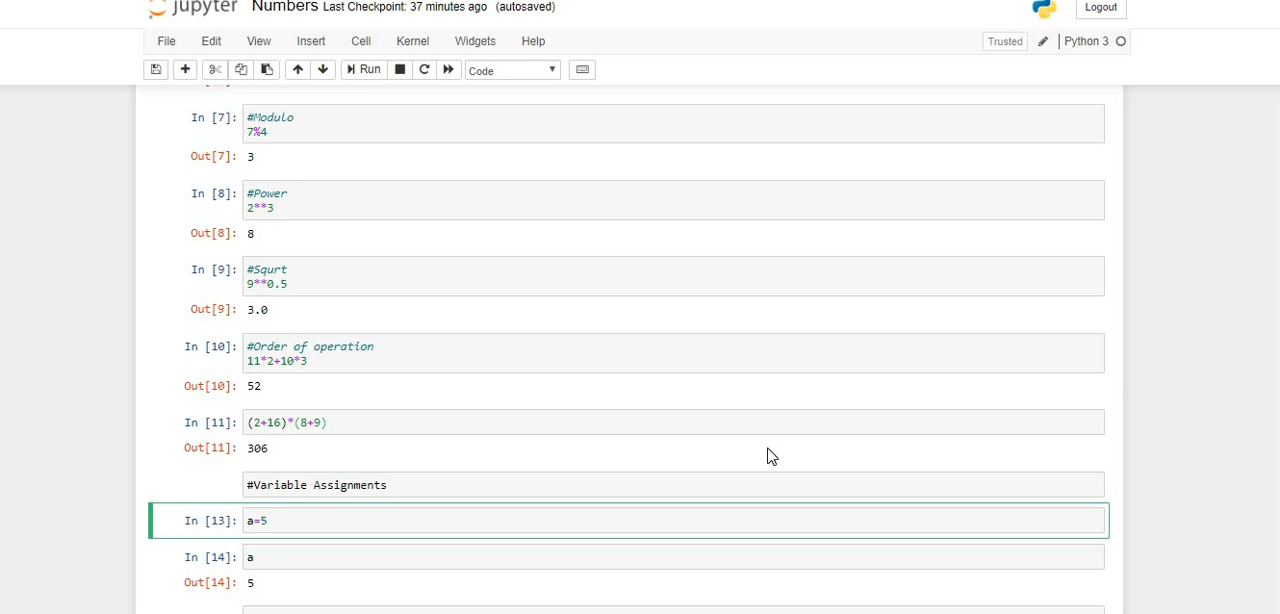 jupyter Numbers Last Checkpoint: 37 minutes ago (autosaved) Logout
File Edit View Insert Cell Kernel Widgets Help Trusted Python 3
Run Code
In [7]: #Modulo
7%4
Out[7]: 3
In [8]: #Power
2**3
Out[8]: 8
In [9]: #Squrt
9**0.5
Out[9]: 3.0
In [10]: #Order of operation
11*2+10*3
Out[10]: 52
In [11]: (2+16)*(8+9)
Out[11]: 306
#Variable Assignments
In [13]: a=5
In [14]: a
Out[14]: 5